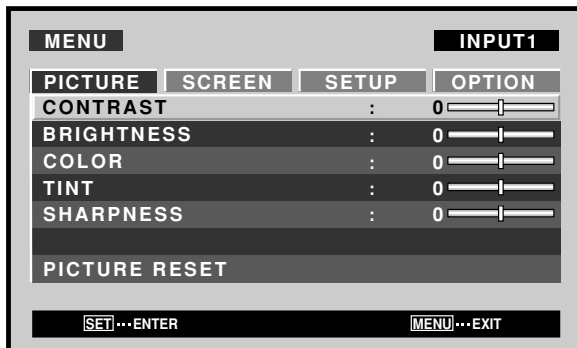 MENU INPUT1
PICTURE SCREEN SETUP OPTION
CONTRAST : 0
BRIGHTNESS : 0
COLOR : 0
TINT : 0
SHARPNESS : 0
PICTURE RESET
SET···ENTER MENU···EXIT